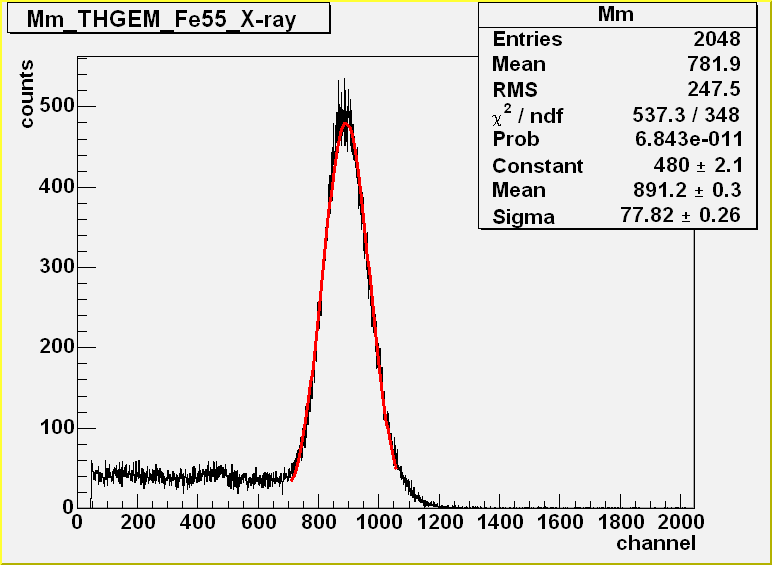 Mm_THGEM_Fe55_X-ray
Mm
Entries 2048
Mean 781.9
RMS 247.5
χ² / ndf 537.3 / 348
Prob 6.843e-011
Constant 480 ± 2.1
Mean 891.2 ± 0.3
Sigma 77.82 ± 0.26
counts
500
400
300
200
100
0
0 200 400 600 800 1000 1200 1400 1600 1800 2000
channel